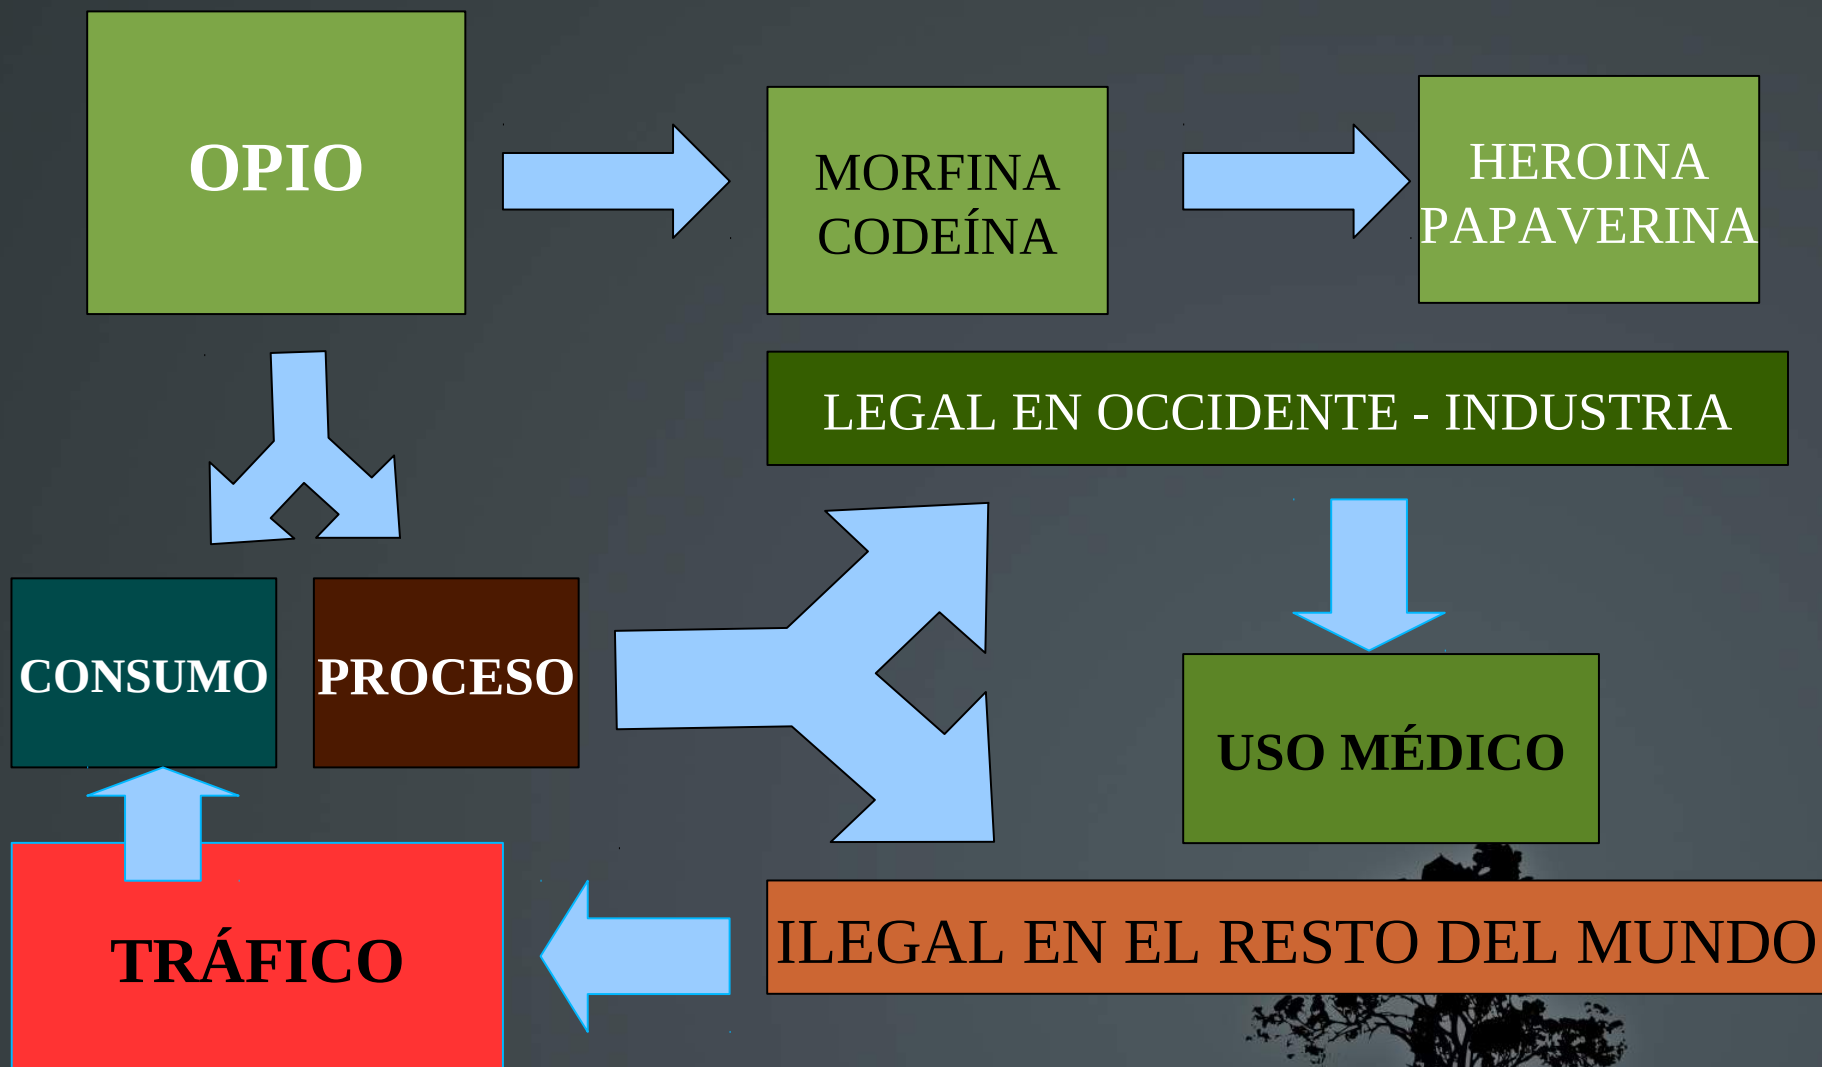 OPIO
MORFINA
CODEÍNA
HEROINA
PAPAVERINA
LEGAL EN OCCIDENTE - INDUSTRIA
CONSUMO
PROCESO
USO MÉDICO
TRÁFICO
ILEGAL EN EL RESTO DEL MUNDO